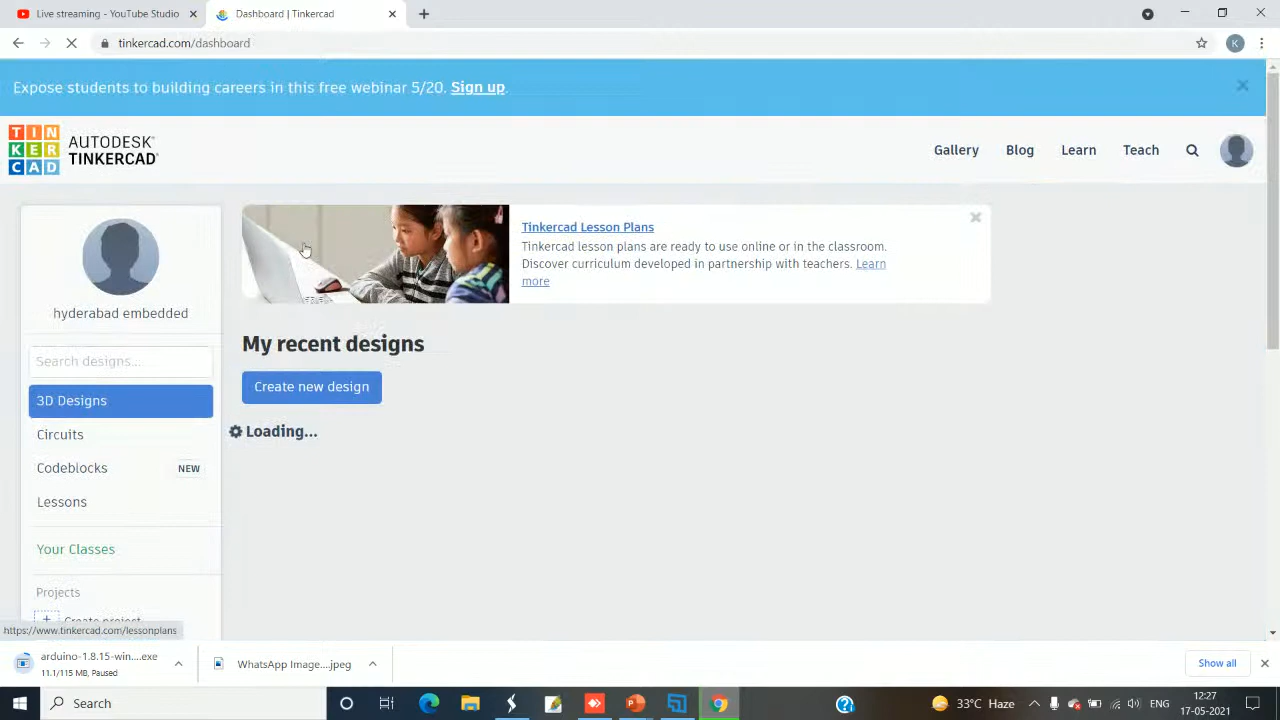 Live streaming - YouTube Studio
Dashboard | Tinkercad
tinkercad.com/dashboard
K
Expose students to building careers in this free webinar 5/20. Sign up.
TIN
KER
CAD
AUTODESK®
TINKERCAD®
Gallery
Blog
Learn
Teach
hyderabad embedded
Search designs...
3D Designs
Circuits
Codeblocks
NEW
Lessons
Your Classes
Projects
Create project
Tinkercad Lesson Plans
Tinkercad lesson plans are ready to use online or in the classroom.
Discover curriculum developed in partnership with teachers. Learn
more
My recent designs
Create new design
Loading...
https://www.tinkercad.com/lessonplans
arduino-1.8.15-win....exe
11.1/115 MB, Paused
WhatsApp Image....jpeg
Show all
Search
33°C Haze
ENG
12:27
17-05-2021